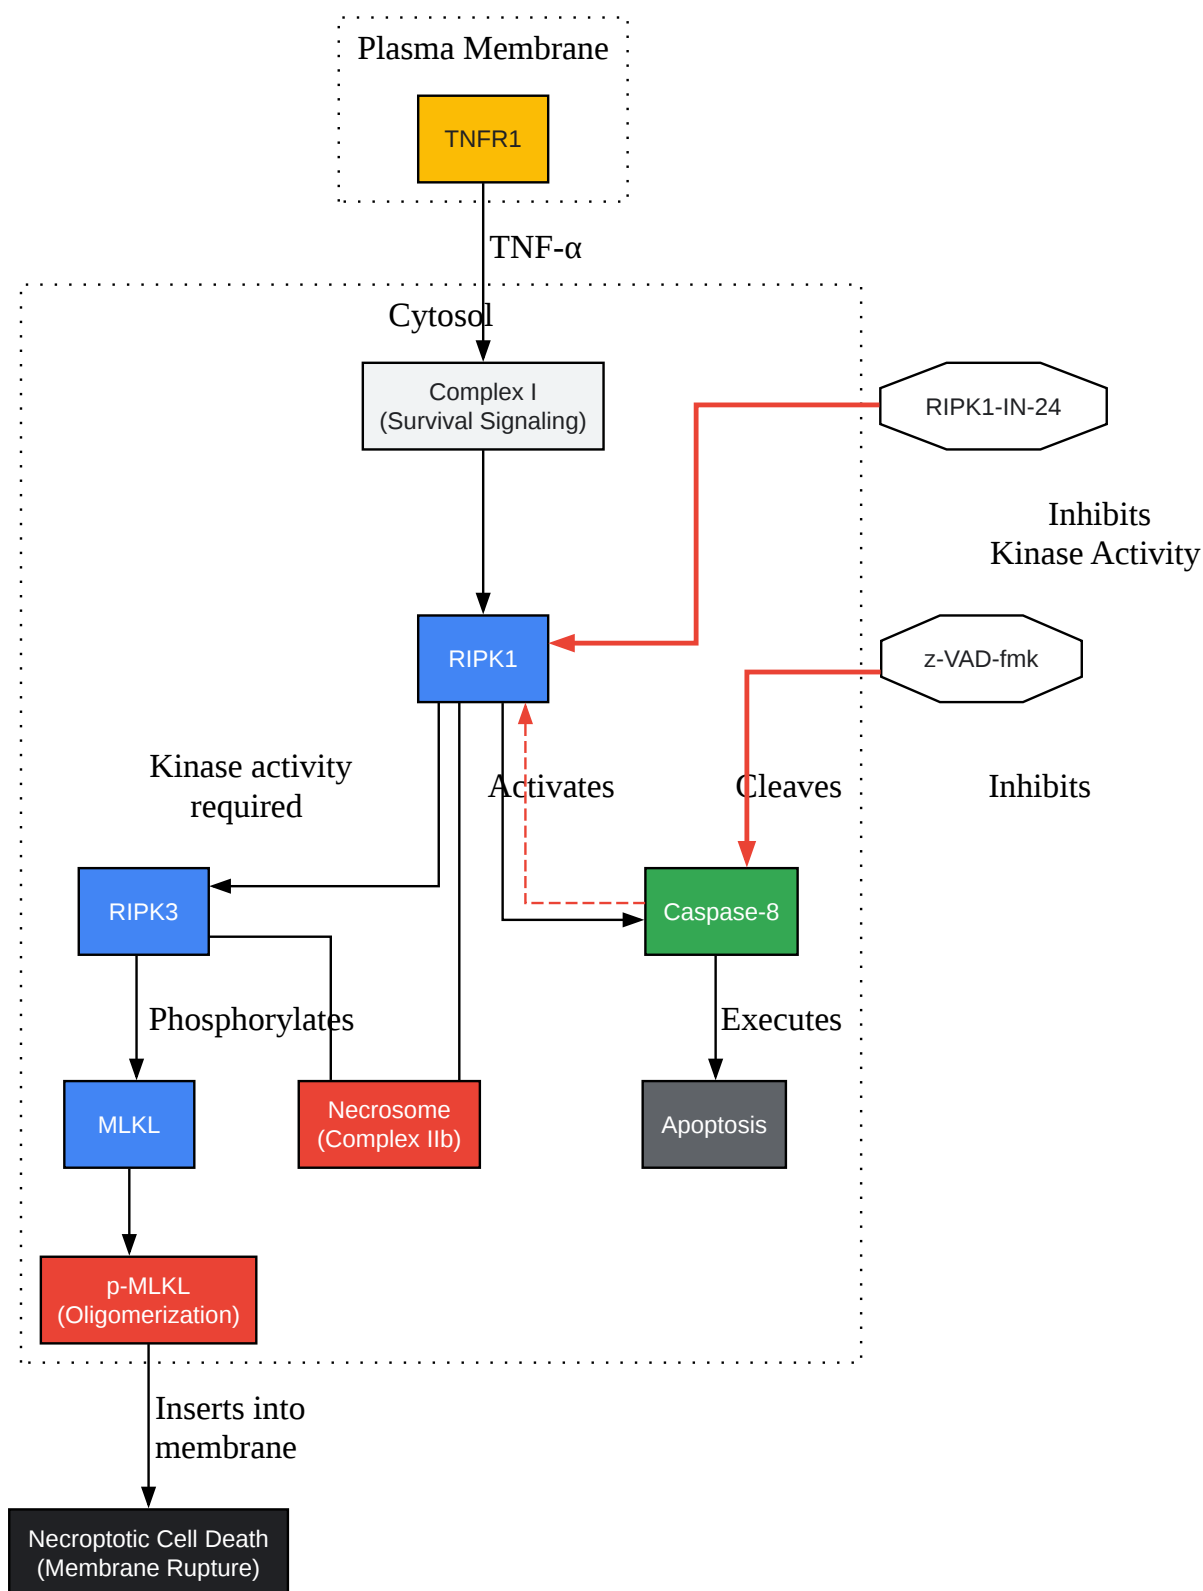 Plasma Membrane
TNFR1
TNF-α
Cytosol
Complex I
(Survival Signaling)
RIPK1-IN-24
Inhibits
Kinase Activity
RIPK1
z-VAD-fmk
Kinase activity
required
Activates
Cleaves
Inhibits
RIPK3
Caspase-8
Phosphorylates
Executes
MLKL
Necrosome
(Complex IIb)
Apoptosis
p-MLKL
(Oligomerization)
Inserts into
membrane
Necroptotic Cell Death
(Membrane Rupture)